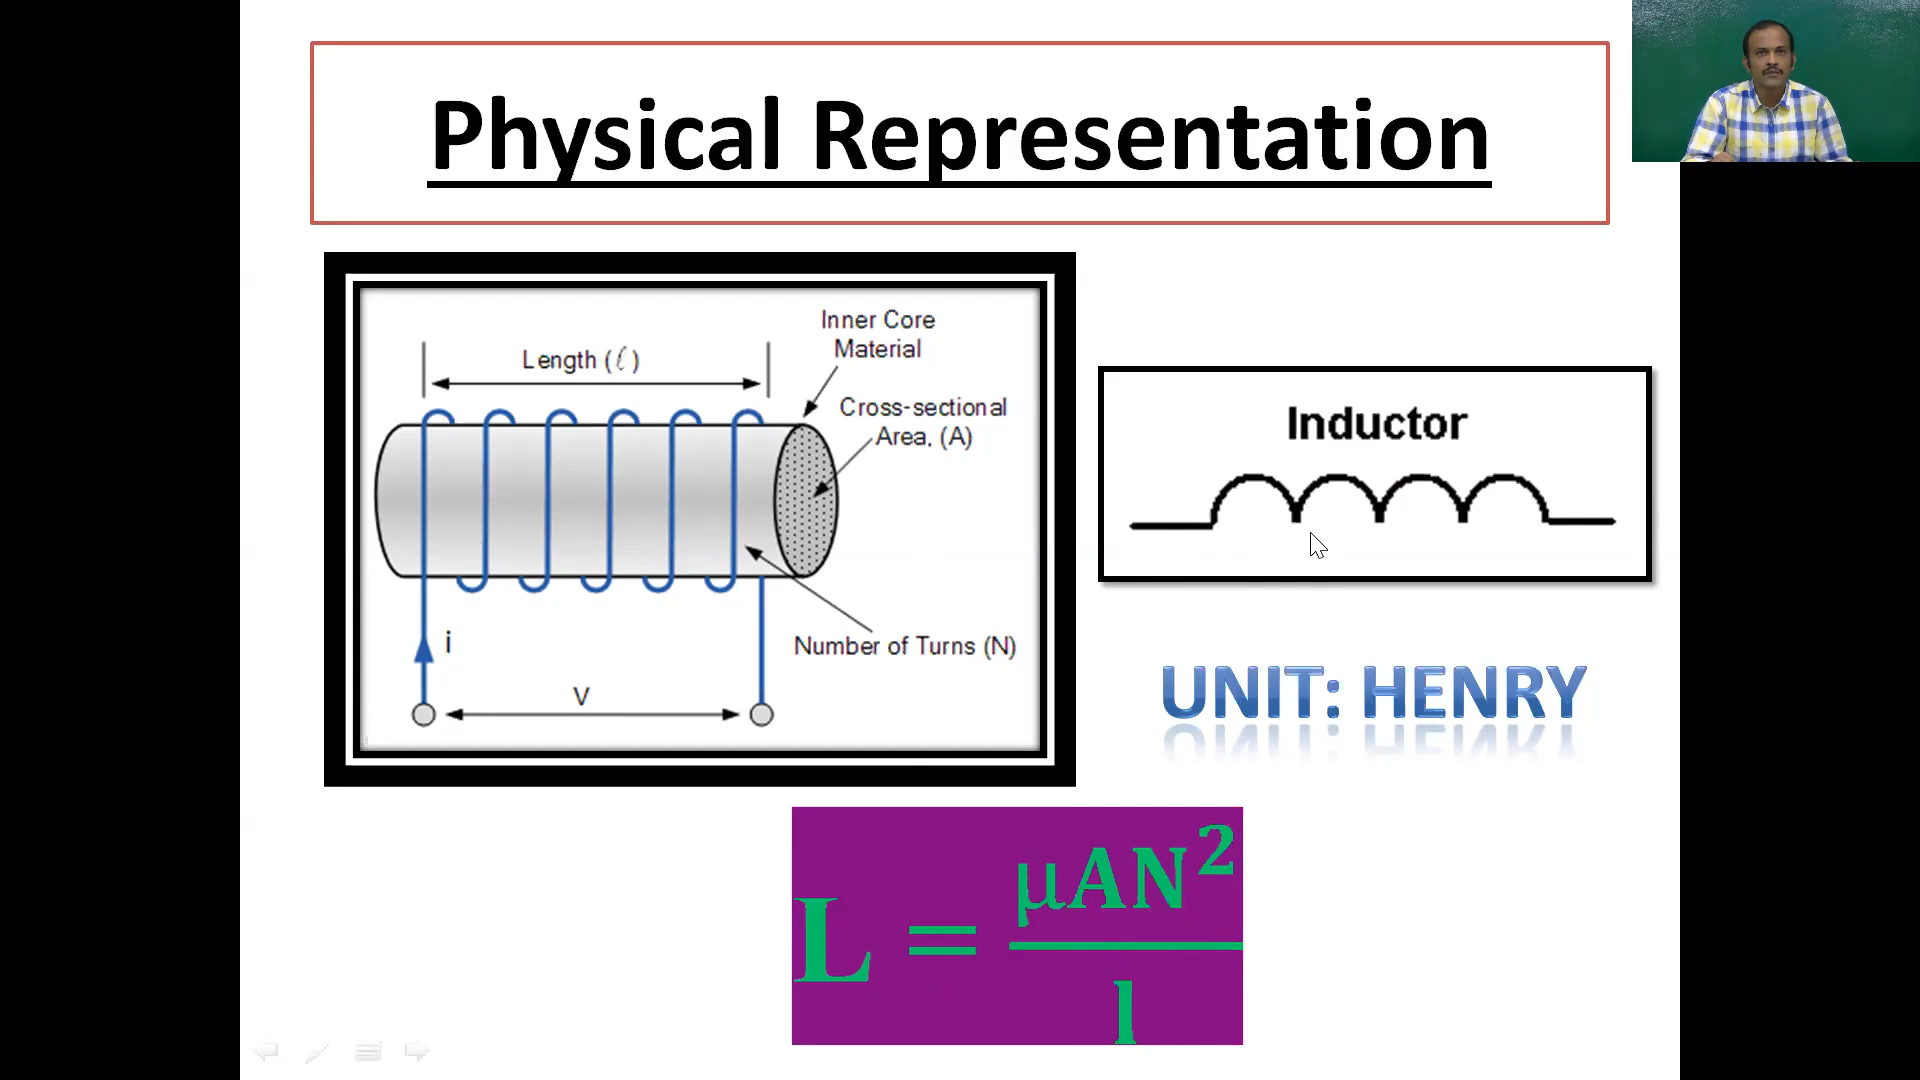 Physical Representation
Inner Core
Material
Length (ℓ)
Cross-sectional
Area, (A)
Inductor
i
Number of Turns (N)
V
UNIT: HENRY
L = μAN² / l